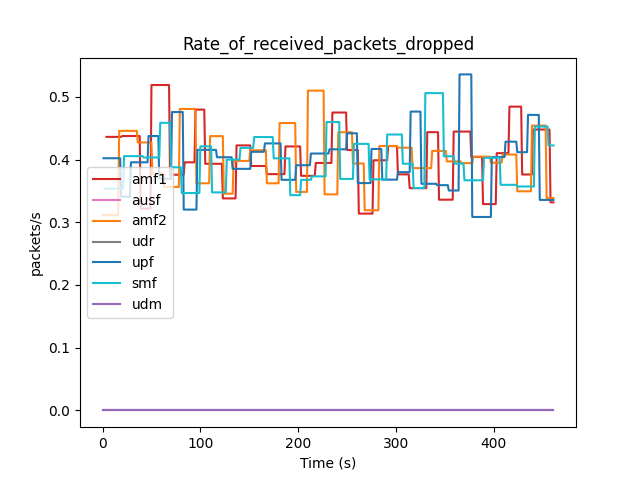 Rate_of_received_packets_dropped
packets/s
0.5
0.4
0.3
0.2
0.1
0.0
amf1
ausf
amf2
udr
upf
smf
udm
0 100 200 300 400
Time (s)